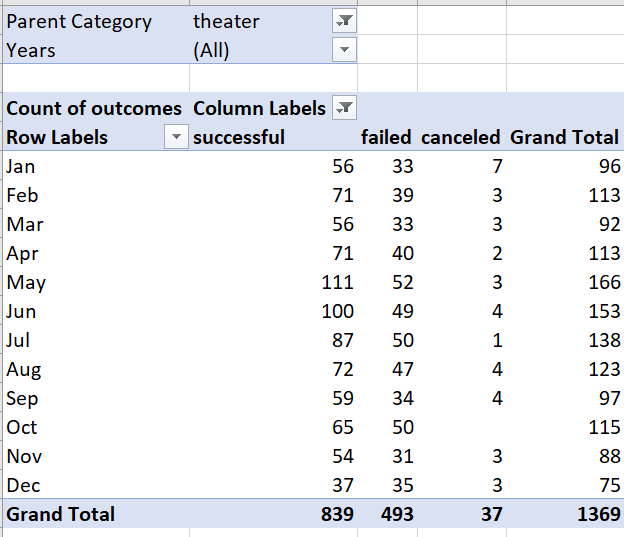 Parent Category theater
Years (All)
Count of outcomes Column Labels
Row Labels successful failed canceled Grand Total
Jan 56 33 7 96
Feb 71 39 3 113
Mar 56 33 3 92
Apr 71 40 2 113
May 111 52 3 166
Jun 100 49 4 153
Jul 87 50 1 138
Aug 72 47 4 123
Sep 59 34 4 97
Oct 65 50 115
Nov 54 31 3 88
Dec 37 35 3 75
Grand Total 839 493 37 1369